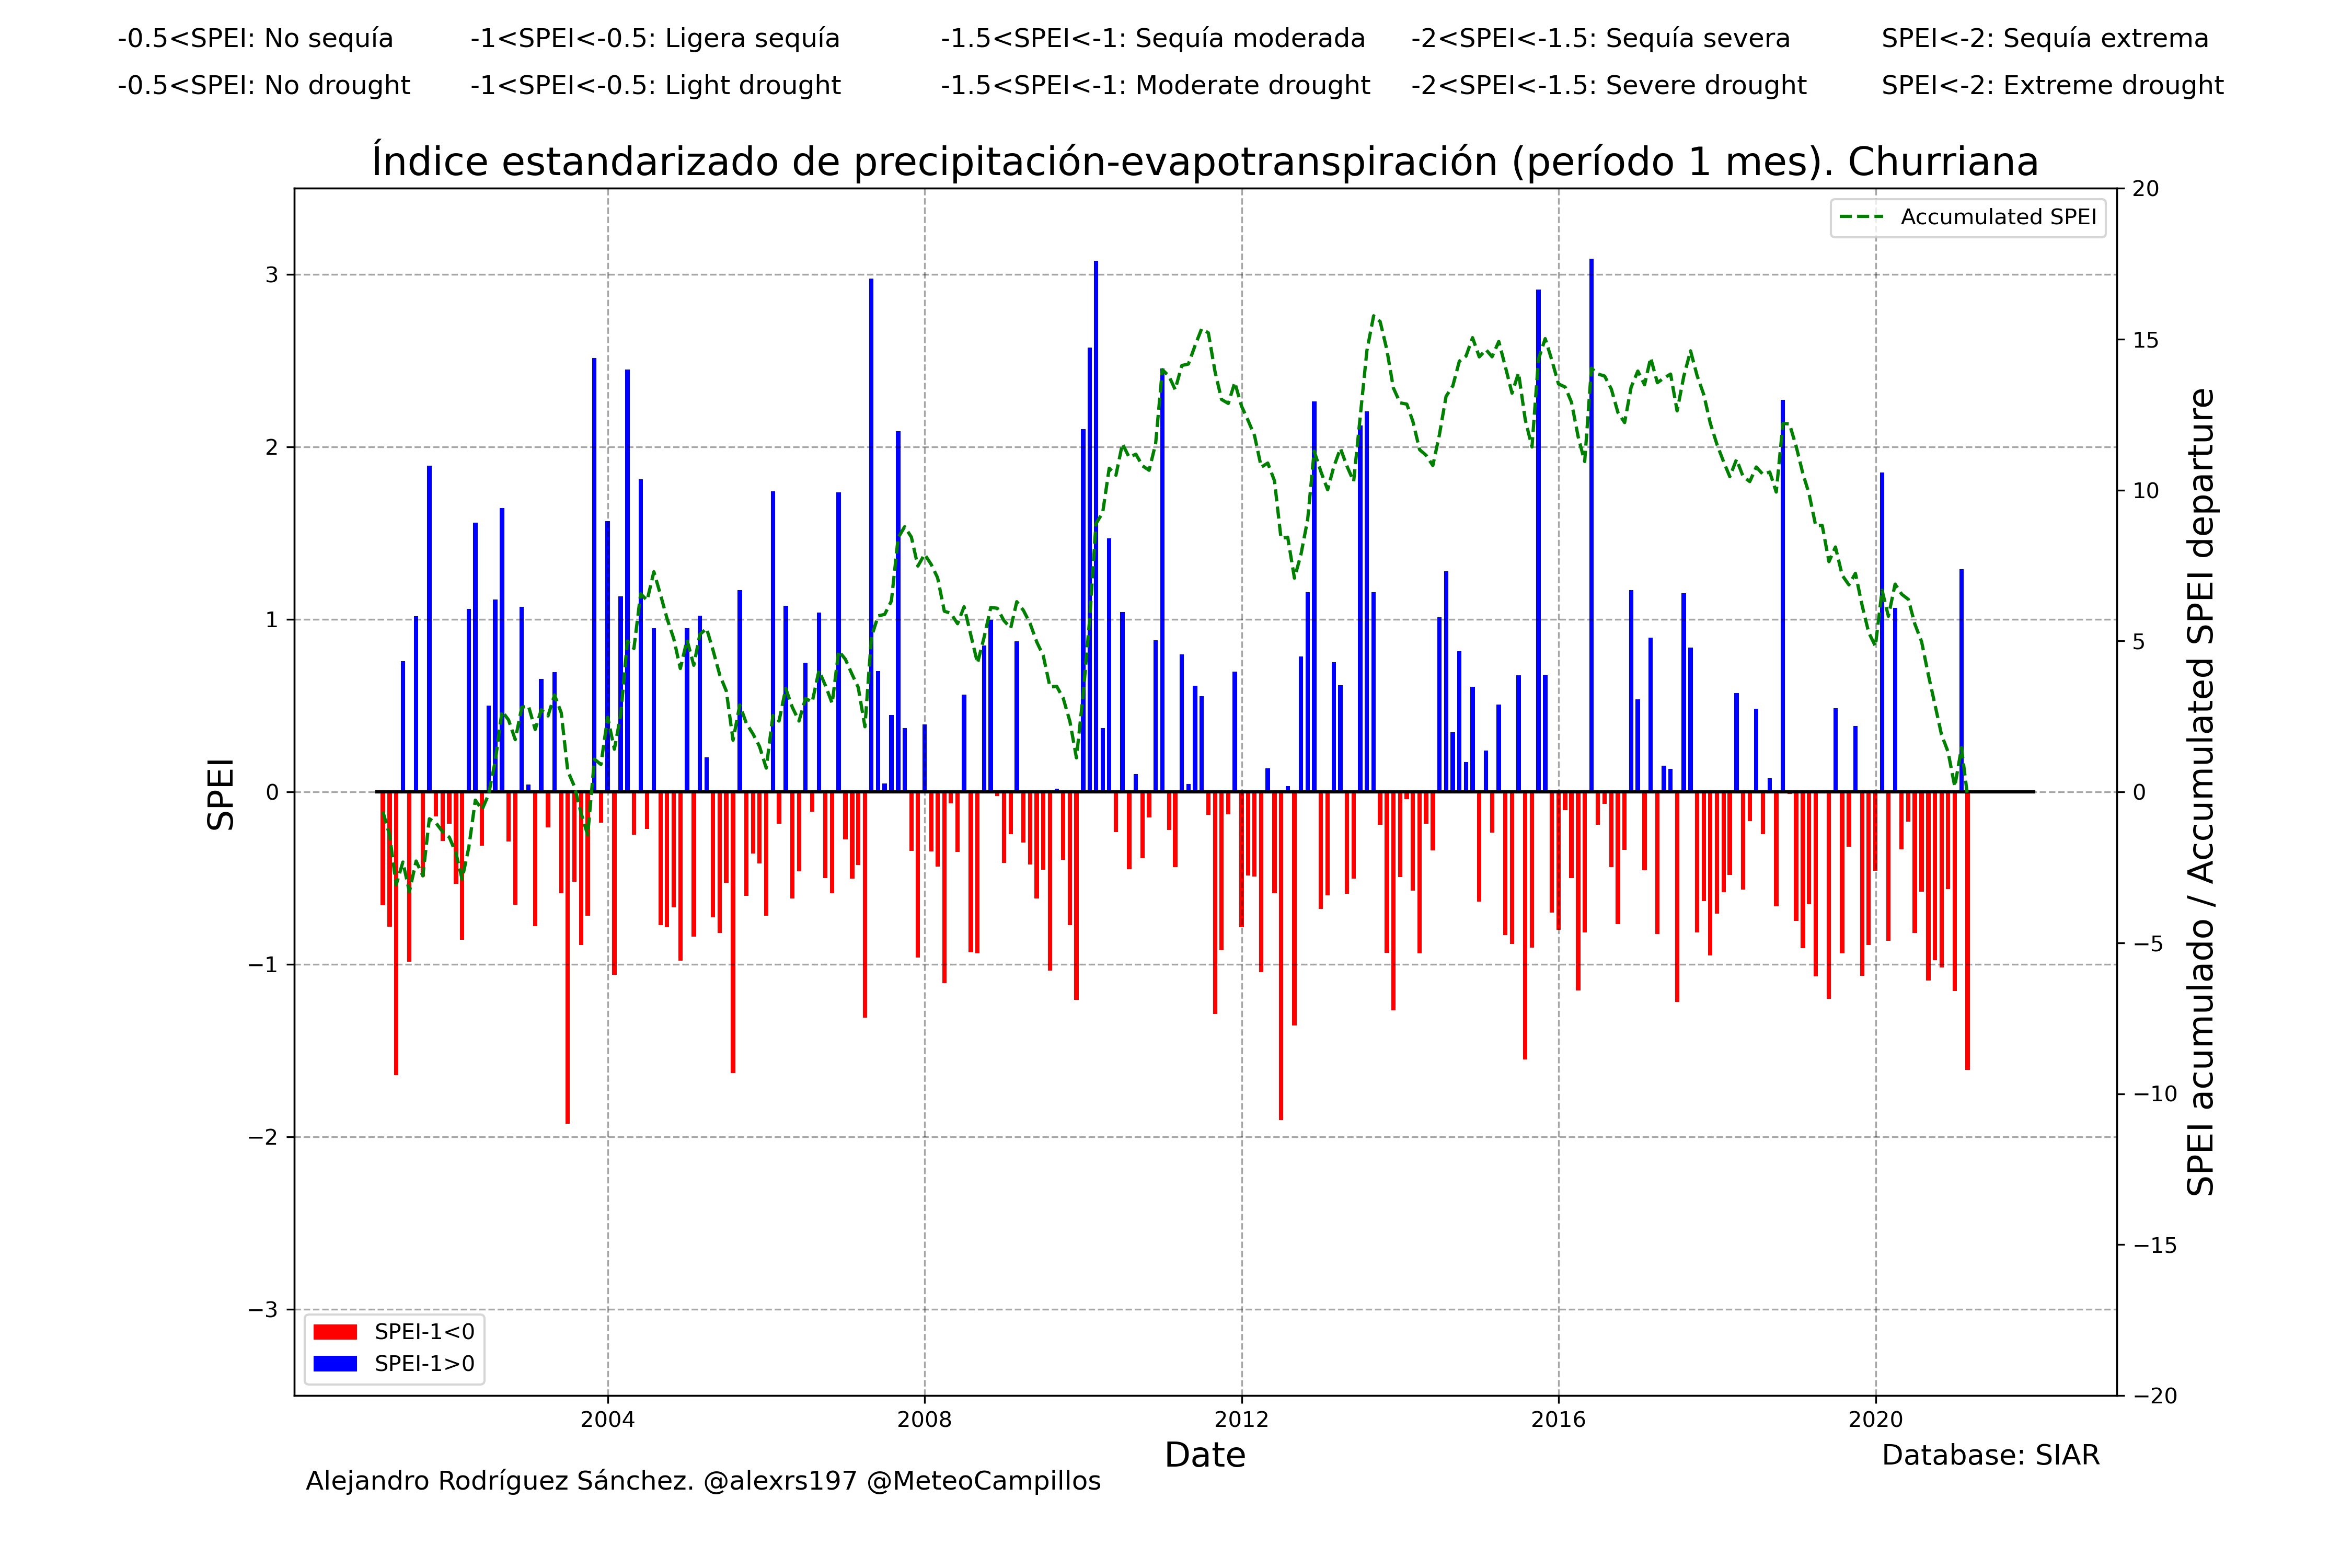 -0.5<SPEI: No sequía -1<SPEI<-0.5: Ligera sequía -1.5<SPEI<-1: Sequía moderada -2<SPEI<-1.5: Sequía severa SPEI<-2: Sequía extrema
-0.5<SPEI: No drought -1<SPEI<-0.5: Light drought -1.5<SPEI<-1: Moderate drought -2<SPEI<-1.5: Severe drought SPEI<-2: Extreme drought
Índice estandarizado de precipitación-evapotranspiración (período 1 mes). Churriana
Accumulated SPEI
SPEI
3
2
1
0
−1
−2
−3
20
15
10
5
0
−5
−10
−15
−20
SPEI acumulado / Accumulated SPEI departure
SPEI-1<0
SPEI-1>0
2004 2008 2012 2016 2020
Date
Database: SIAR
Alejandro Rodríguez Sánchez. @alexrs197 @MeteoCampillos